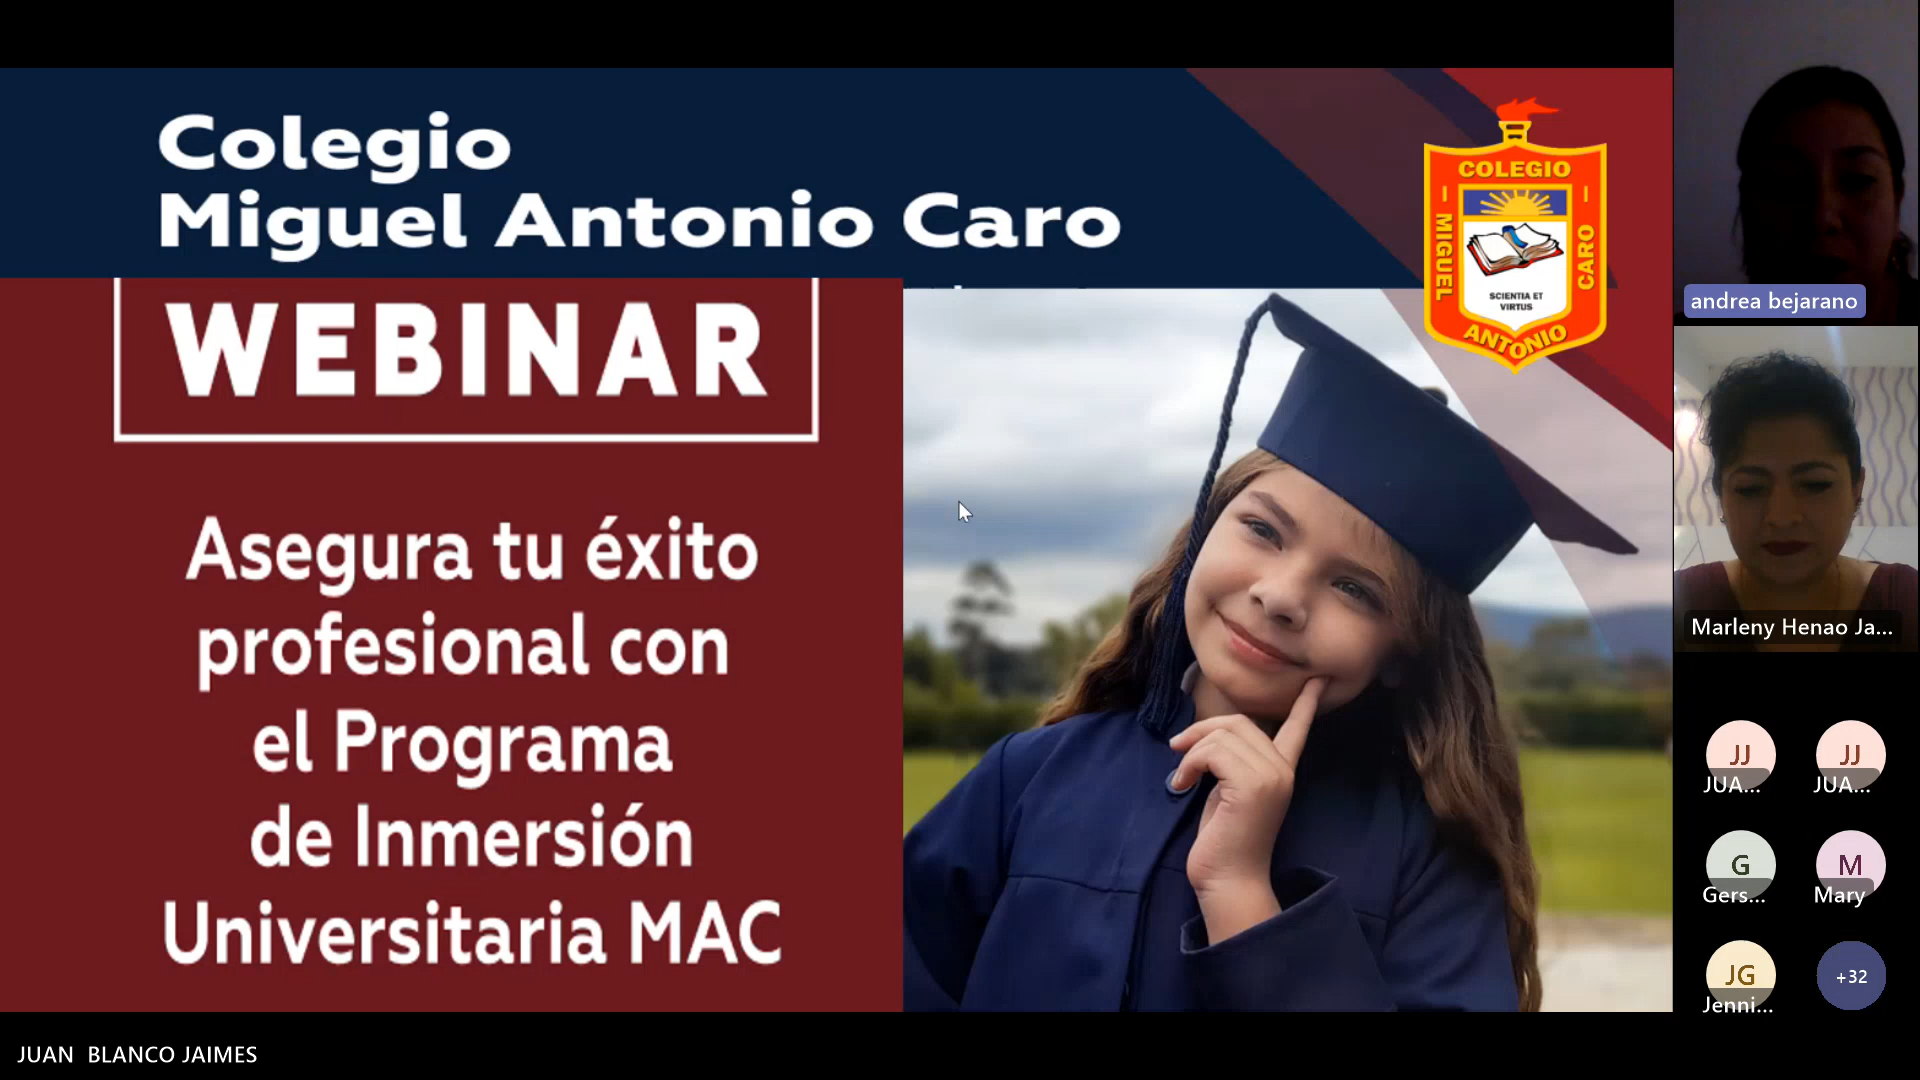 Colegio
Miguel Antonio Caro
WEBINAR
Asegura tu éxito
profesional con
el Programa
de Inmersión
Universitaria MAC
COLEGIO
MIGUEL
CARO
SCIENTIA ET
VIRTUS
ANTONIO
andrea bejarano
Marleny Henao Ja...
JJ
JUA...
JJ
JUA...
G
Gers...
M
Mary
JG
Jenni...
+32
JUAN BLANCO JAIMES